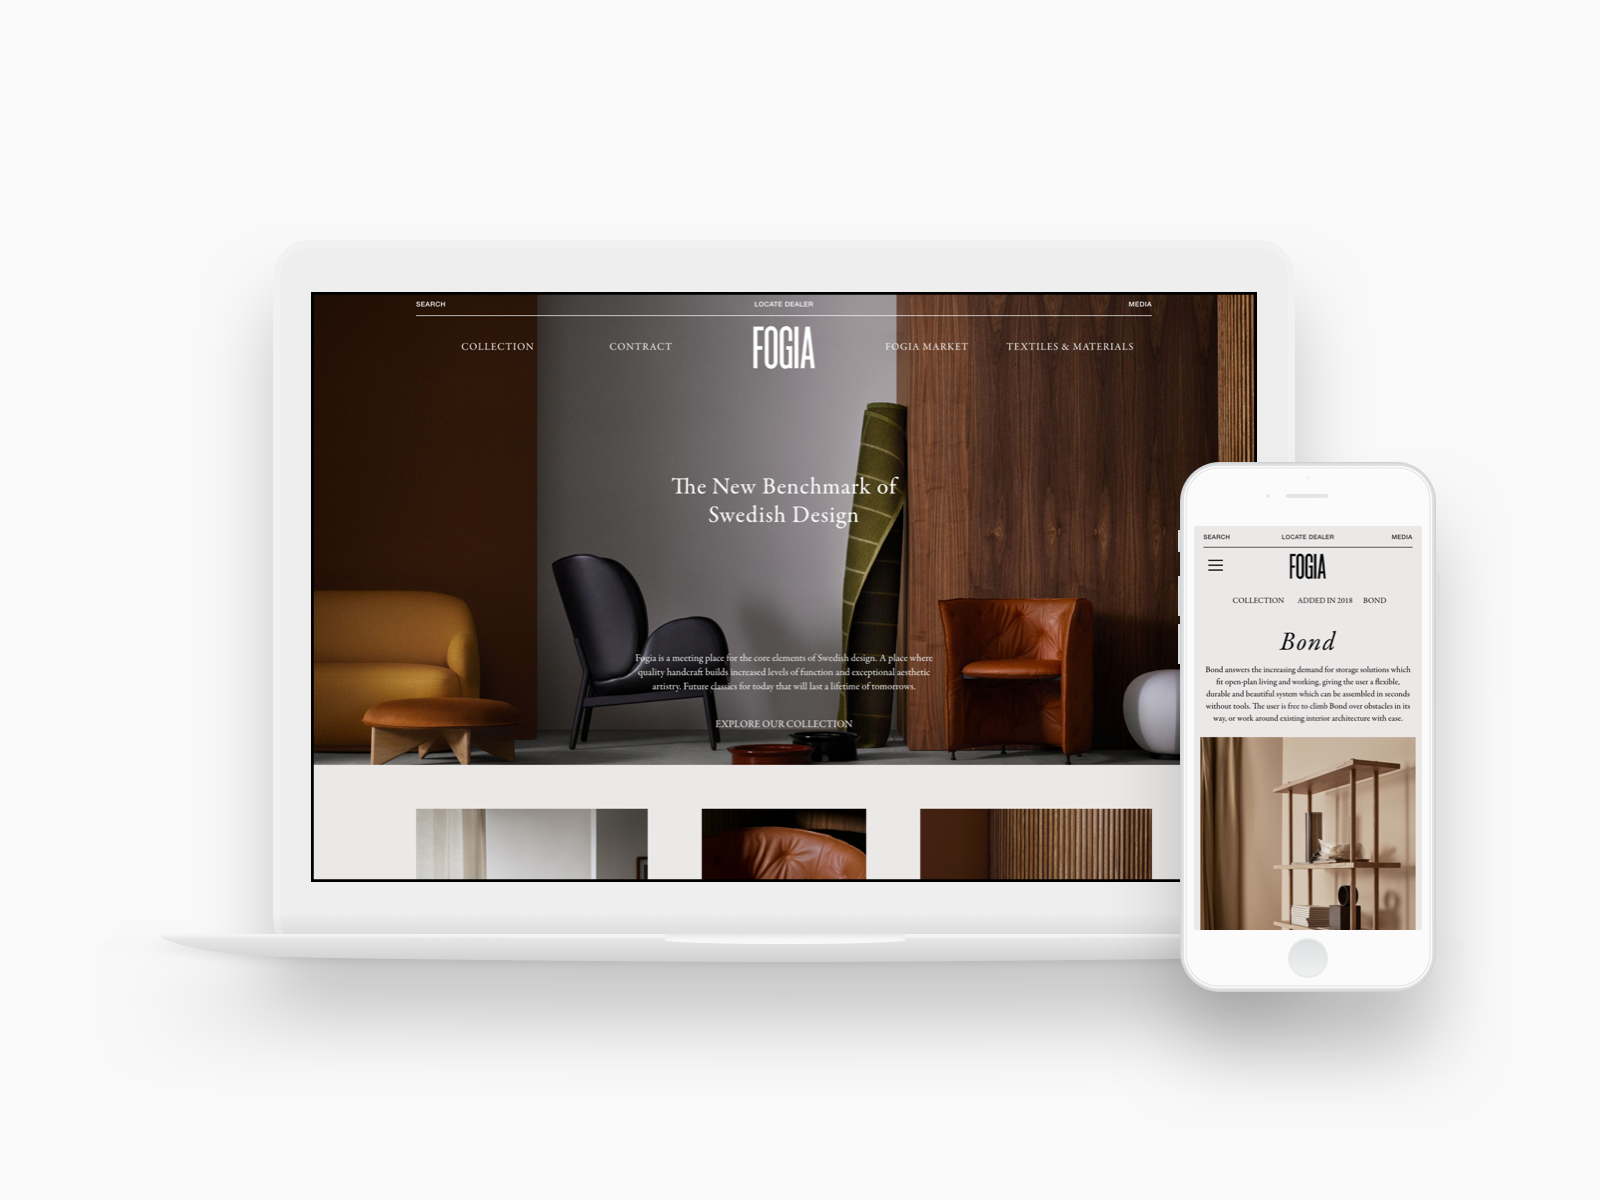 SEARCH LOCATE DEALER MEDIA
COLLECTION CONTRACT FOGIA FOGIA MARKET TEXTILES & MATERIALS
The New Benchmark of
Swedish Design
Fogia is a meeting place for the core elements of Swedish design. A place where
quality handcraft builds increased levels of function and exceptional aesthetic
artistry. Future classics for today that will last a lifetime of tomorrows.
EXPLORE OUR COLLECTION
SEARCH LOCATE DEALER MEDIA
FOGIA
COLLECTION ADDED IN 2018 BOND
Bond
Bond answers the increasing demand for storage solutions which
fit open-plan living and working, giving the user a flexible,
durable and beautiful system which can be assembled in seconds
without tools. The user is free to climb Bond over obstacles in its
way, or work around existing interior architecture with ease.